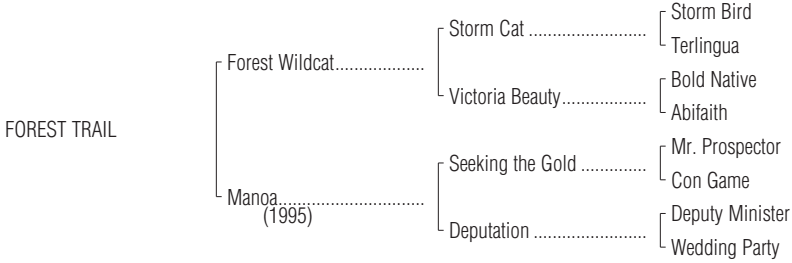 Storm Bird
Storm Cat ........................
Terlingua
Forest Wildcat...................
Bold Native
Victoria Beauty..................
Abifaith
FOREST TRAIL
Mr. Prospector
Seeking the Gold ..............
Con Game
Manoa...............................
(1995)
Deputy Minister
Deputation ........................
Wedding Party